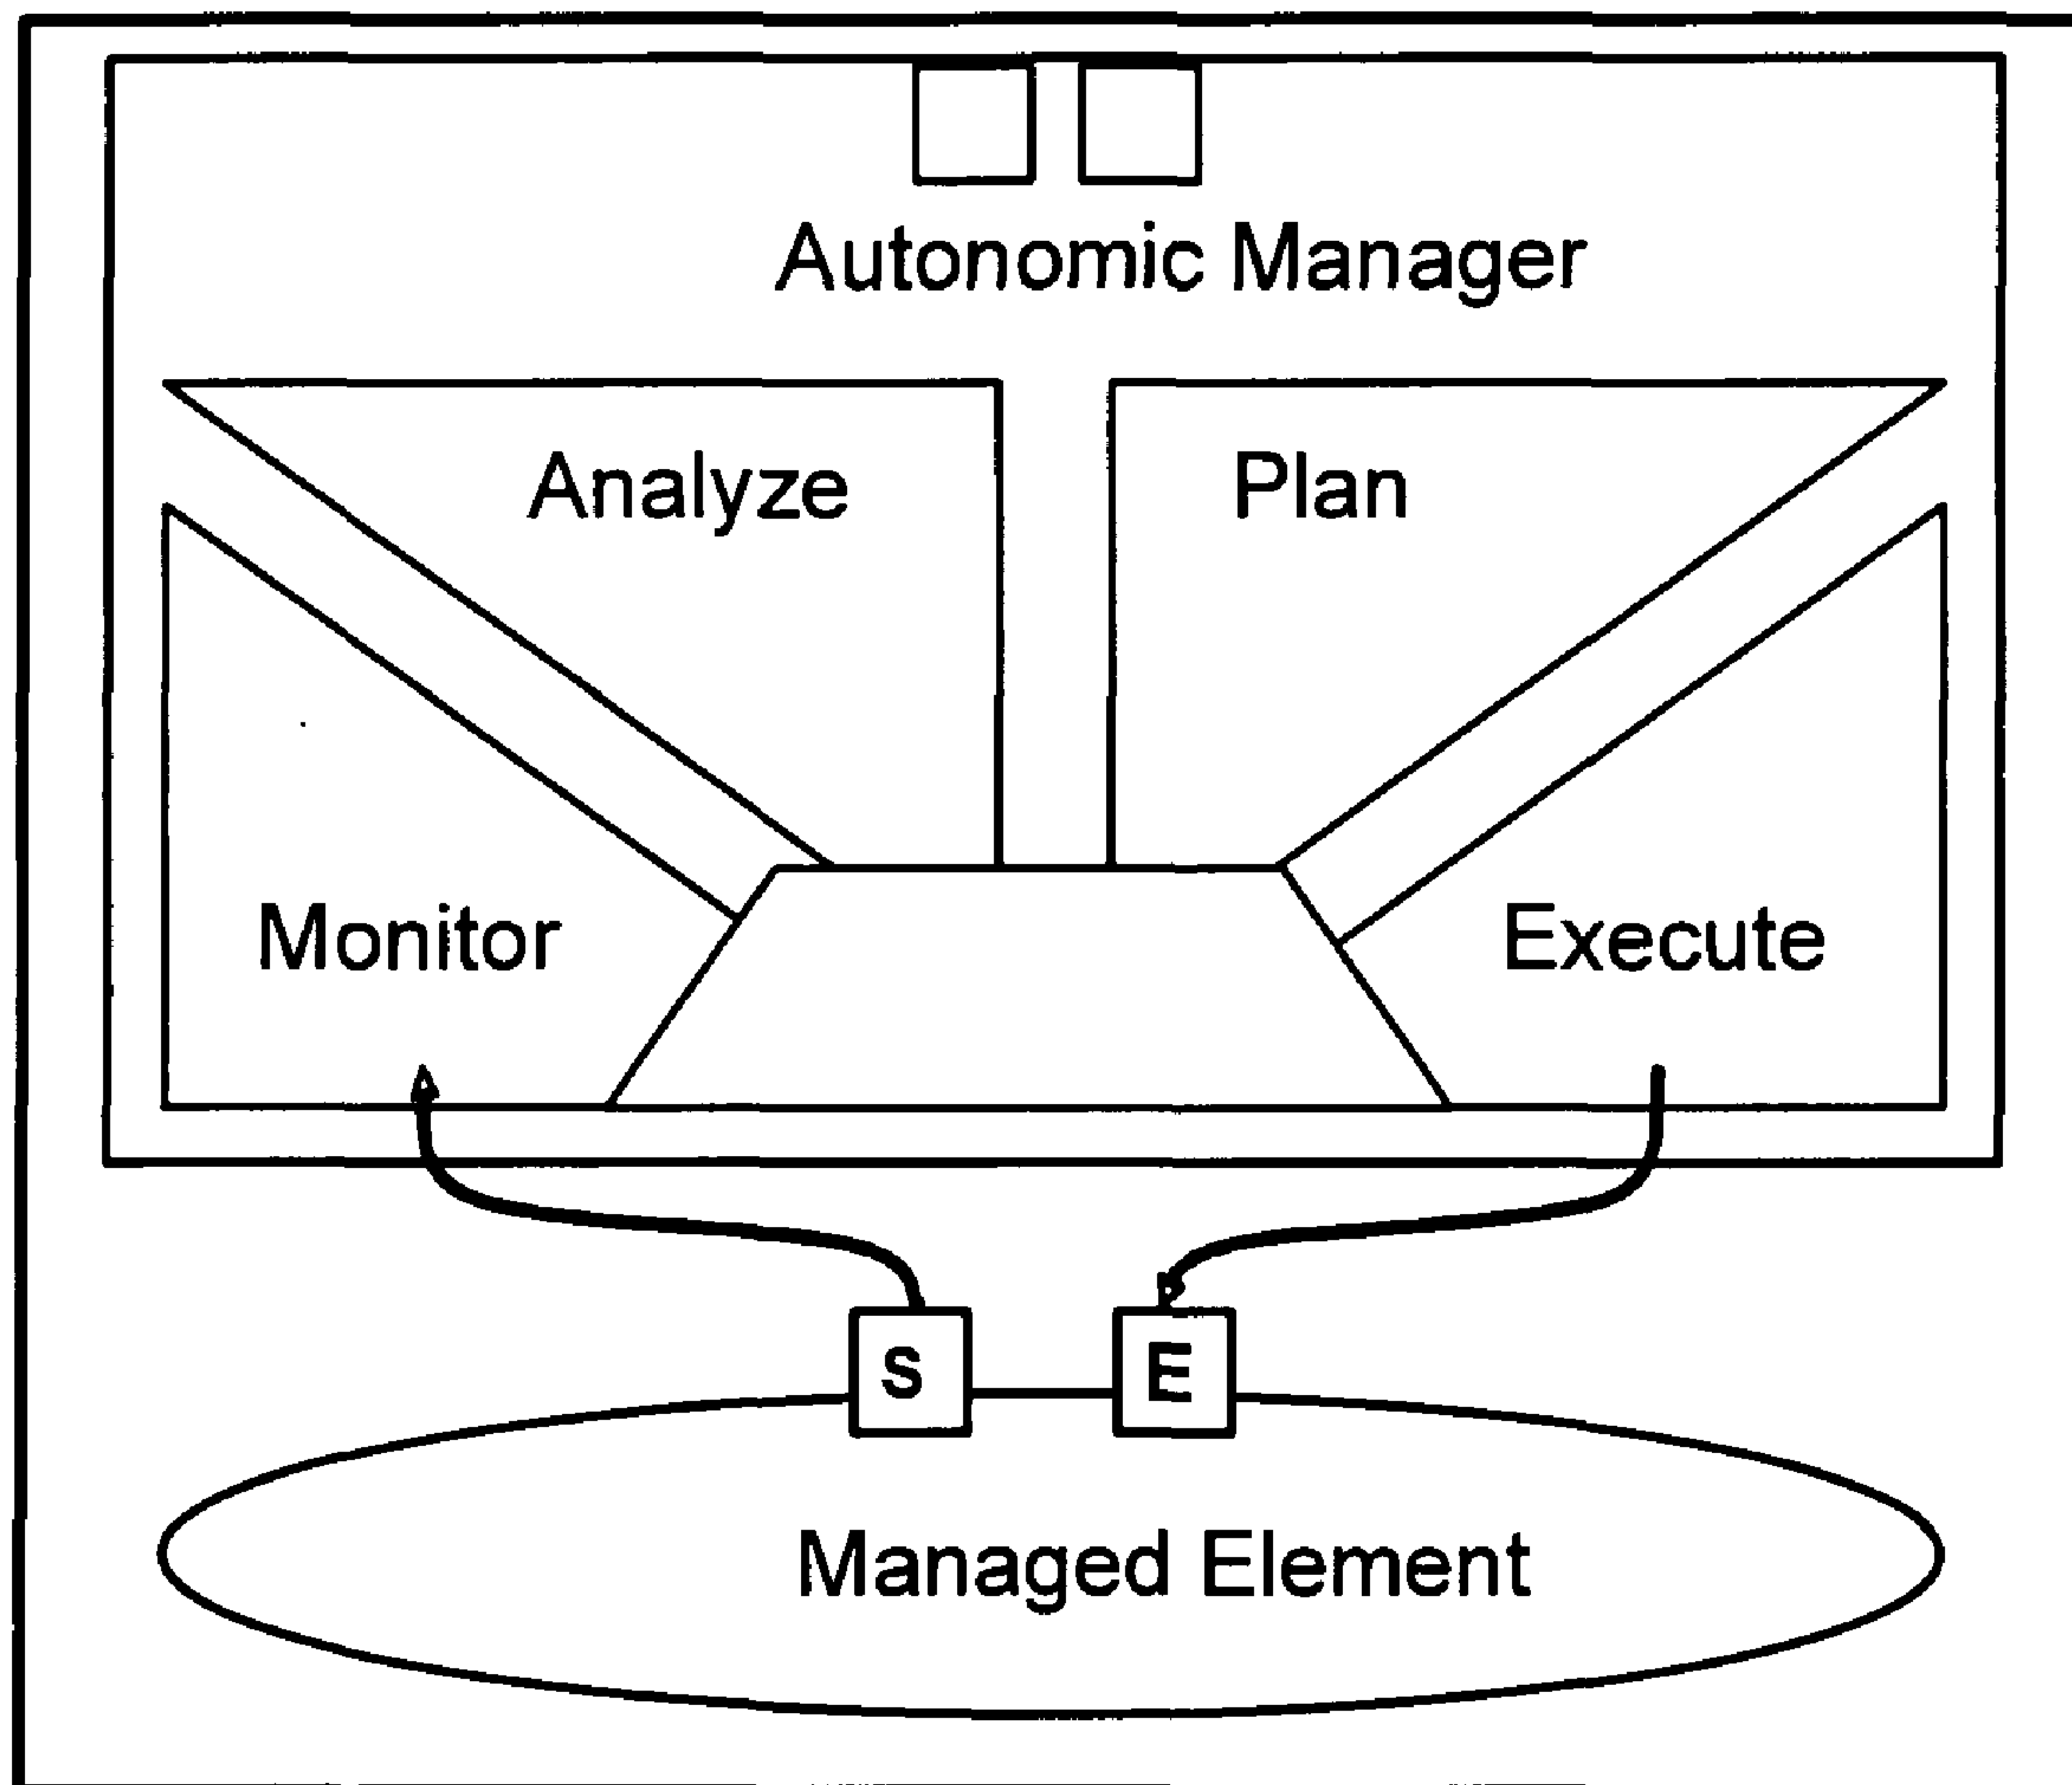 Autonomic Manager
Analyze
Plan
Monitor
Execute
S
E
Managed Element